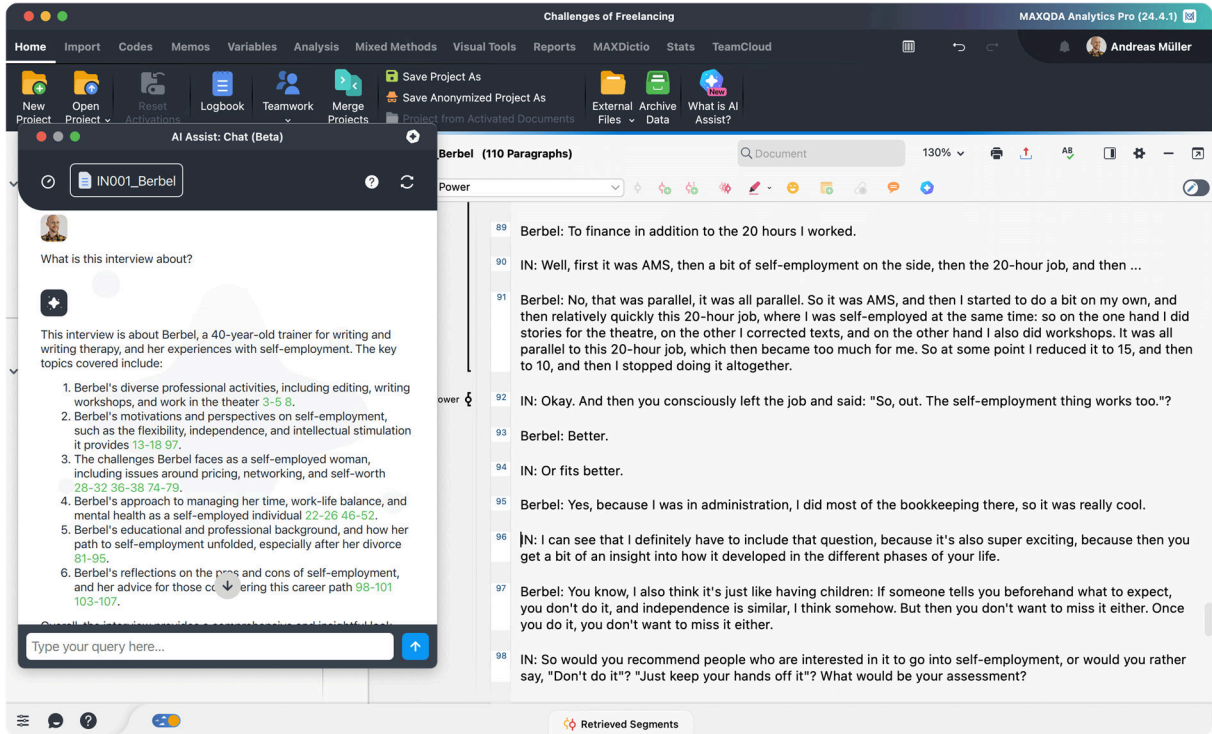 Challenges of Freelancing
MAXQDA Analytics Pro (24.4.1)
Home Import Codes Memos Variables Analysis Mixed Methods Visual Tools Reports MAXDictio Stats TeamCloud
Andreas Müller
New Project
Open Project
Reset Activations
Logbook
Teamwork
Merge Projects
Save Project As
Save Anonymized Project As
Project from Activated Documents
External Files
Archive Data
New
What is AI Assist?
AI Assist: Chat (Beta)
IN001_Berbel
What is this interview about?
This interview is about Berbel, a 40-year-old trainer for writing and
writing therapy, and her experiences with self-employment. The key
topics covered include:
1. Berbel's diverse professional activities, including editing, writing
workshops, and work in the theater 3-5 8.
2. Berbel's motivations and perspectives on self-employment,
such as the flexibility, independence, and intellectual stimulation
it provides 13-18 97.
3. The challenges Berbel faces as a self-employed woman,
including issues around pricing, networking, and self-worth
28-32 36-38 74-79.
4. Berbel's approach to managing her time, work-life balance, and
mental health as a self-employed individual 22-26 46-52.
5. Berbel's educational and professional background, and how her
path to self-employment unfolded, especially after her divorce
81-95.
6. Berbel's reflections on the pros and cons of self-employment,
and her advice for those ering this career path 98-101
103-107.
Type your query here...
Berbel (110 Paragraphs)
Document
130%
Power
ower
89 Berbel: To finance in addition to the 20 hours I worked.
90 IN: Well, first it was AMS, then a bit of self-employment on the side, then the 20-hour job, and then ...
91 Berbel: No, that was parallel, it was all parallel. So it was AMS, and then I started to do a bit on my own, and
then relatively quickly this 20-hour job, where I was self-employed at the same time: so on the one hand I did
stories for the theatre, on the other I corrected texts, and on the other hand I also did workshops. It was all
parallel to this 20-hour job, which then became too much for me. So at some point I reduced it to 15, and then
to 10, and then I stopped doing it altogether.
92 IN: Okay. And then you consciously left the job and said: "So, out. The self-employment thing works too."?
93 Berbel: Better.
94 IN: Or fits better.
95 Berbel: Yes, because I was in administration, I did most of the bookkeeping there, so it was really cool.
96 IN: I can see that I definitely have to include that question, because it's also super exciting, because then you
get a bit of an insight into how it developed in the different phases of your life.
97 Berbel: You know, I also think it's just like having children: If someone tells you beforehand what to expect,
you don't do it, and independence is similar, I think somehow. But then you don't want to miss it either. Once
you do it, you don't want to miss it either.
98 IN: So would you recommend people who are interested in it to go into self-employment, or would you rather
say, "Don't do it"? "Just keep your hands off it"? What would be your assessment?
Retrieved Segments